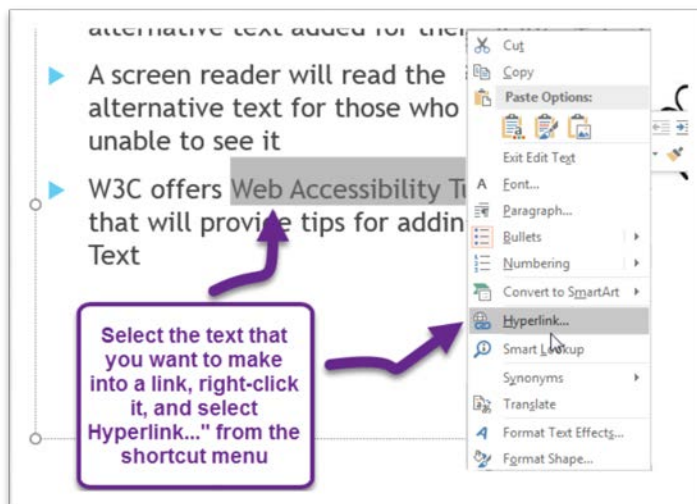 alternative text added for them
A screen reader will read the
alternative text for those who
unable to see it
W3C offers Web Accessibility Tu
that will provide tips for addin
Text
Select the text that
you want to make
into a link, right-click
it, and select
Hyperlink..." from the
shortcut menu
Cut
Copy
Paste Options:
Exit Edit Text
Font...
Paragraph...
Bullets
Numbering
Convert to SmartArt
Hyperlink...
Smart Lookup
Synonyms
Translate
Format Text Effects...
Format Shape...